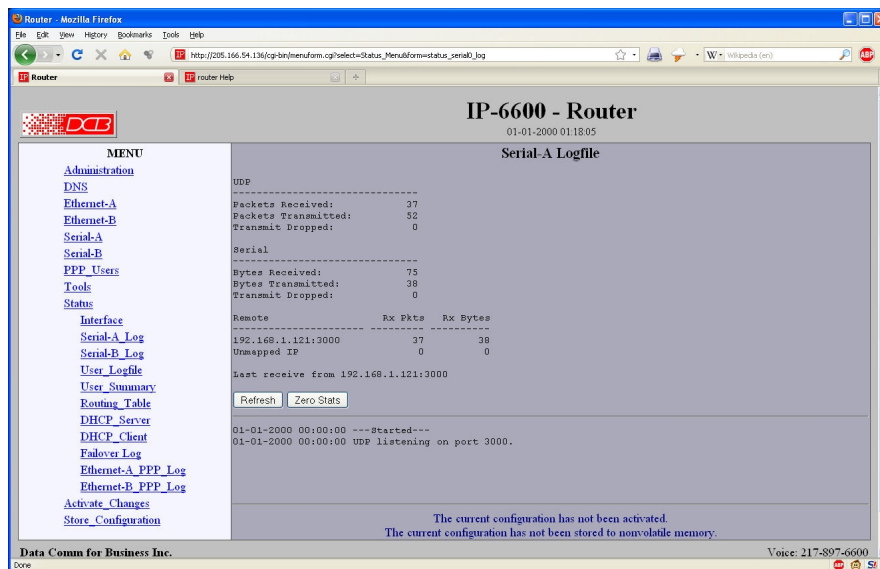 Router - Mozilla Firefox
File Edit View History Bookmarks Tools Help
IP http://205.166.54.136/cgi-bin/menuform.cgi?select=Status_Menu&form=status_serial0_log
W Wikipedia (en)
ABP
IP Router
IP router Help
DCB
IP-6600 - Router
01-01-2000 01:18:05
MENU
Administration
DNS
Ethernet-A
Ethernet-B
Serial-A
Serial-B
PPP_Users
Tools
Status
Interface
Serial-A_Log
Serial-B_Log
User_Logfile
User_Summary
Routing_Table
DHCP_Server
DHCP_Client
Failover Log
Ethernet-A_PPP_Log
Ethernet-B_PPP_Log
Activate_Changes
Store_Configuration
Serial-A Logfile
UDP
-------------------------------
Packets Received: 37
Packets Transmitted: 52
Transmit Dropped: 0
Serial
-------------------------------
Bytes Received: 75
Bytes Transmitted: 38
Transmit Dropped: 0
Remote Rx Pkts Rx Bytes
--------------------- --------- ----------
192.168.1.121:3000 37 38
Unmapped IP 0 0
Last receive from 192.168.1.121:3000
Refresh Zero Stats
01-01-2000 00:00:00 ---Started---
01-01-2000 00:00:00 UDP listening on port 3000.
The current configuration has not been activated.
The current configuration has not been stored to nonvolatile memory.
Data Comm for Business Inc. Voice: 217-897-6600
Done
ABP